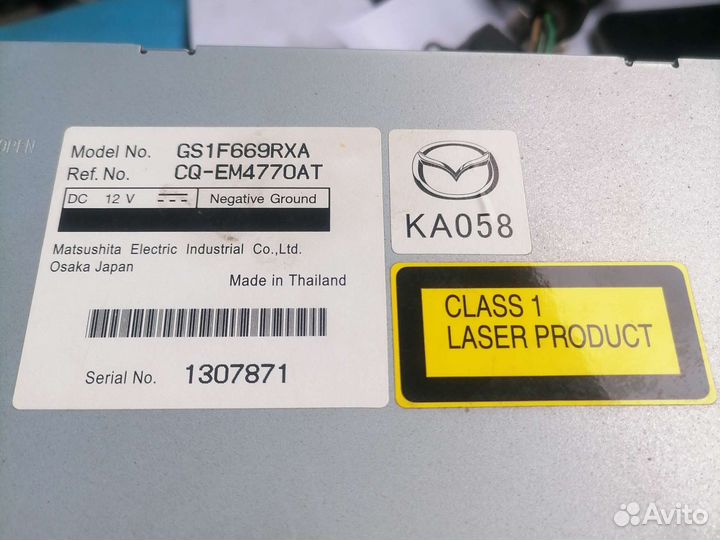 OPEN
Model No. GS1F669RXA
Ref. No. CQ-EM4770AT
DC 12 V Negative Ground
Matsushita Electric Industrial Co.,Ltd.
Osaka Japan
Made in Thailand
Serial No. 1307871
KA058
CLASS 1
LASER PRODUCT
Avito